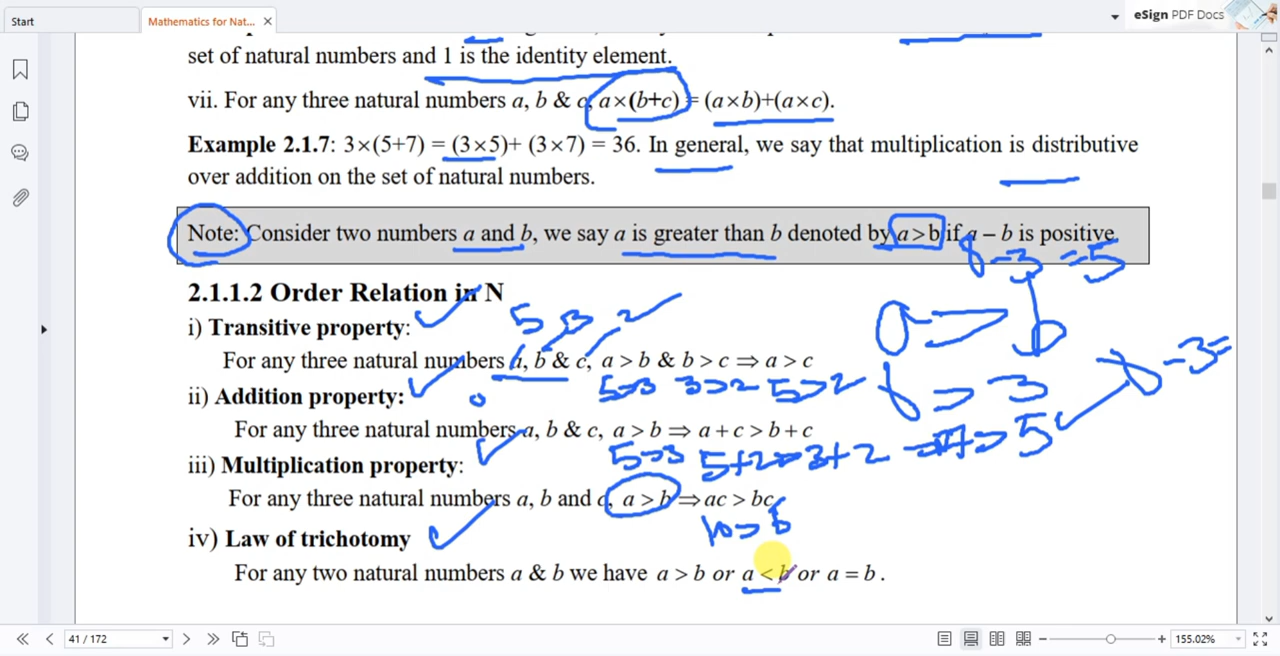 Start
Mathematics for Nat...
eSign PDF Docs
set of natural numbers and 1 is the identity element.
vii. For any three natural numbers a, b & c, a×(b+c) = (a×b)+(a×c).
Example 2.1.7: 3×(5+7) = (3×5)+ (3×7) = 36. In general, we say that multiplication is distributive
over addition on the set of natural numbers.
Note: Consider two numbers a and b, we say a is greater than b denoted by a>b if a – b is positive.
8 -3 =5
2.1.1.2 Order Relation in N
5 3 2
a > b
i) Transitive property:
For any three natural numbers a, b & c, a > b & b > c ⇒ a > c
-3=
5>3 3>2 5>2
8 > 3
ii) Addition property:
For any three natural numbers a, b & c, a > b ⇒ a + c > b + c
5>3 5+2>3+2 7>5
iii) Multiplication property:
For any three natural numbers a, b and c, a > b ⇒ ac > bc
10>6
iv) Law of trichotomy
For any two natural numbers a & b we have a > b or a < b or a = b .
41 / 172
155.02%